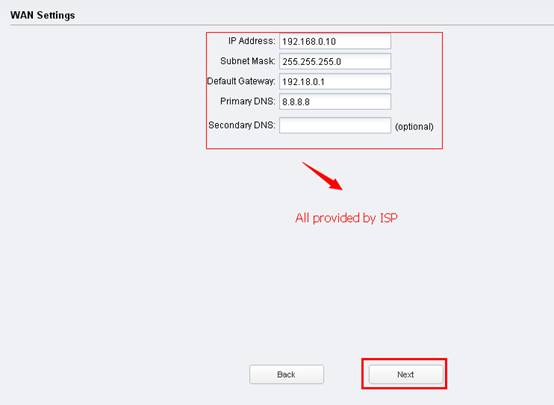 WAN Settings
IP Address: 192.168.0.10
Subnet Mask: 255.255.255.0
Default Gateway: 192.18.0.1
Primary DNS: 8.8.8.8
Secondary DNS: (optional)
All provided by ISP
Back Next